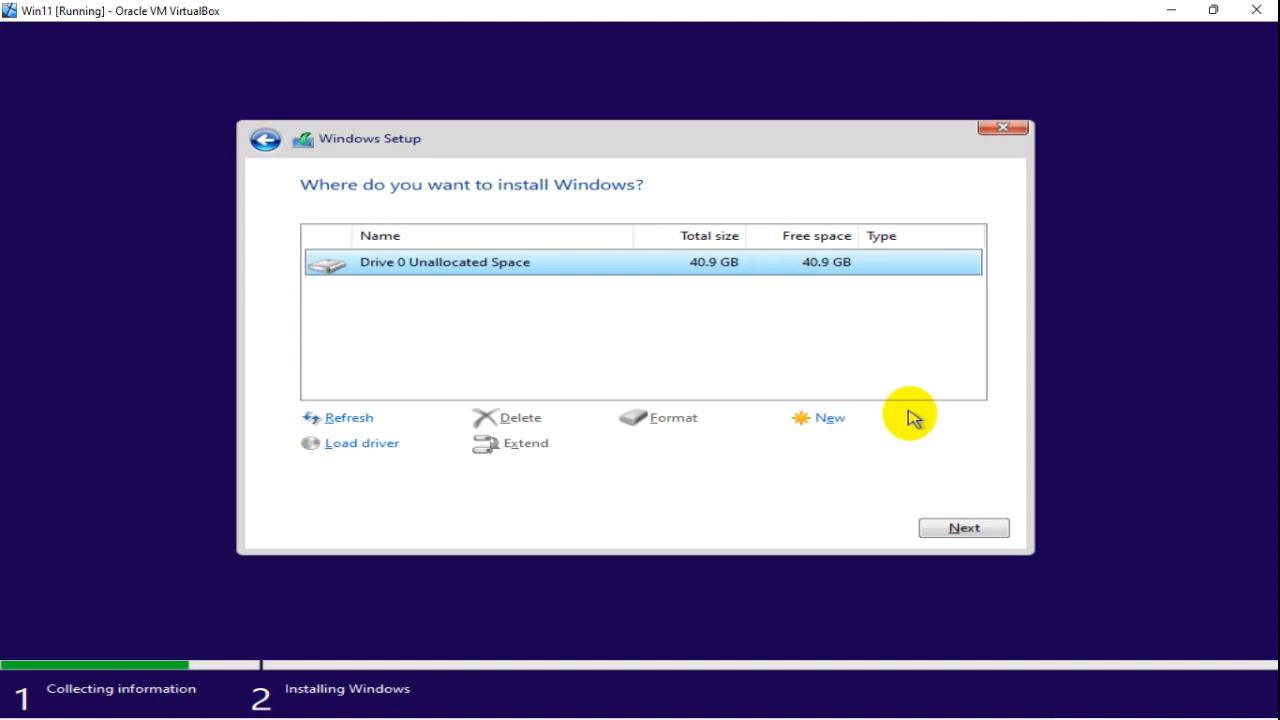 Win11 [Running] - Oracle VM VirtualBox
Windows Setup
Where do you want to install Windows?
Name Total size Free space Type
Drive 0 Unallocated Space 40.9 GB 40.9 GB
Refresh Delete Format New
Load driver Extend
Next
1 Collecting information 2 Installing Windows